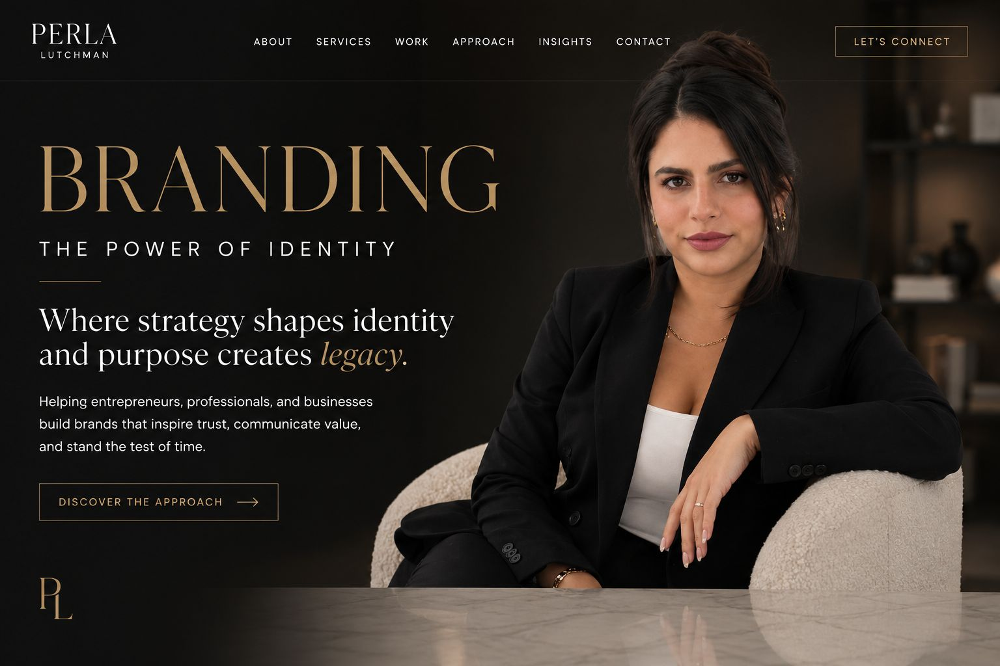 PERLA
LUTCHMAN
ABOUT SERVICES WORK APPROACH INSIGHTS CONTACT
LET'S CONNECT
BRANDING
THE POWER OF IDENTITY
Where strategy shapes identity
and purpose creates legacy.
Helping entrepreneurs, professionals, and businesses
build brands that inspire trust, communicate value,
and stand the test of time.
DISCOVER THE APPROACH →
PL